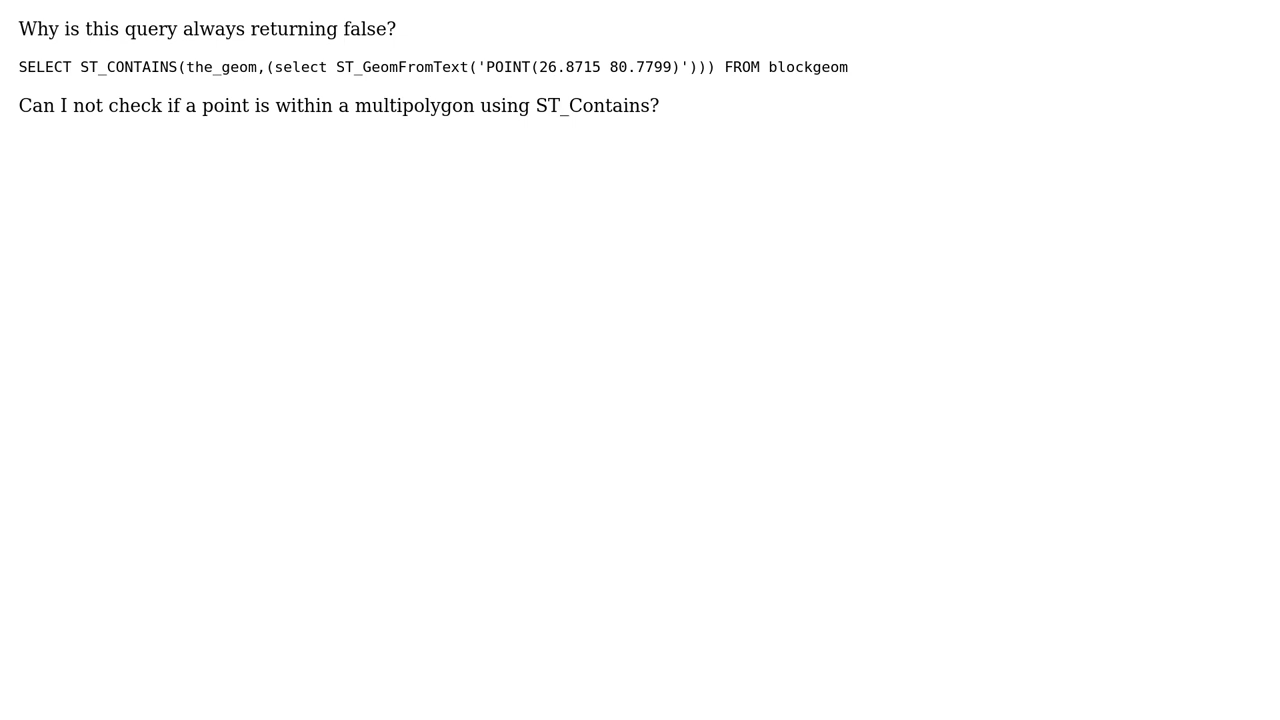 Why is this query always returning false?
SELECT ST_CONTAINS(the_geom,(select ST_GeomFromText('POINT(26.8715 80.7799)'))) FROM blockgeom
Can I not check if a point is within a multipolygon using ST_Contains?